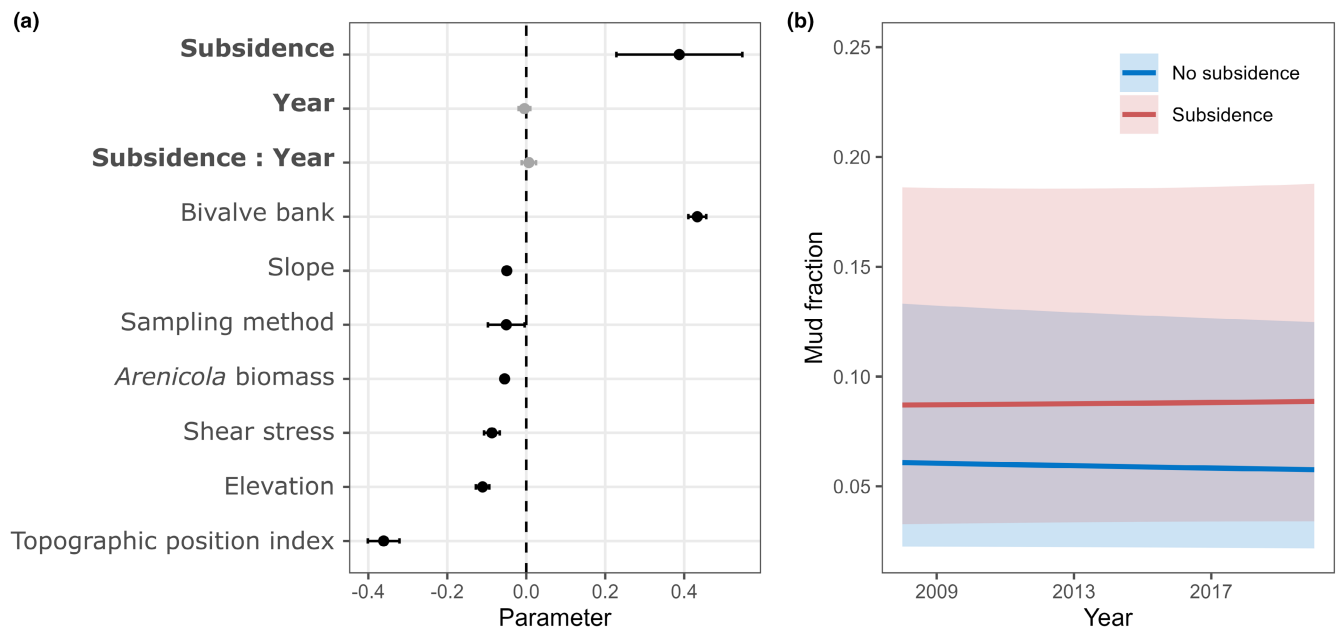 (a)
Subsidence
Year
Subsidence : Year
Bivalve bank
Slope
Sampling method
Arenicola biomass
Shear stress
Elevation
Topographic position index
-0.4 -0.2 0.0 0.2 0.4
Parameter
(b)
0.25
0.20
0.15
0.10
0.05
Mud fraction
No subsidence
Subsidence
2009 2013 2017
Year